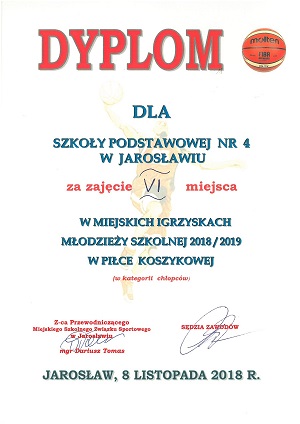 DYPLOM
molten
DLA
SZKOŁY PODSTAWOWEJ NR 4
W JAROSŁAWIU
za zajęcie VI miejsca
W MIEJSKICH IGRZYSKACH
MŁODZIEŻY SZKOLNEJ 2018/2019
W PIŁCE KOSZYKOWEJ
(w kategorii chłopców)
Z-ca Przewodniczącego
Miejskiego Szkolnego Związku Sportowego
w Jarosławiu
mgr Dariusz Tomas
SĘDZIA ZAWODÓW
JAROSŁAW, 8 LISTOPADA 2018 R.